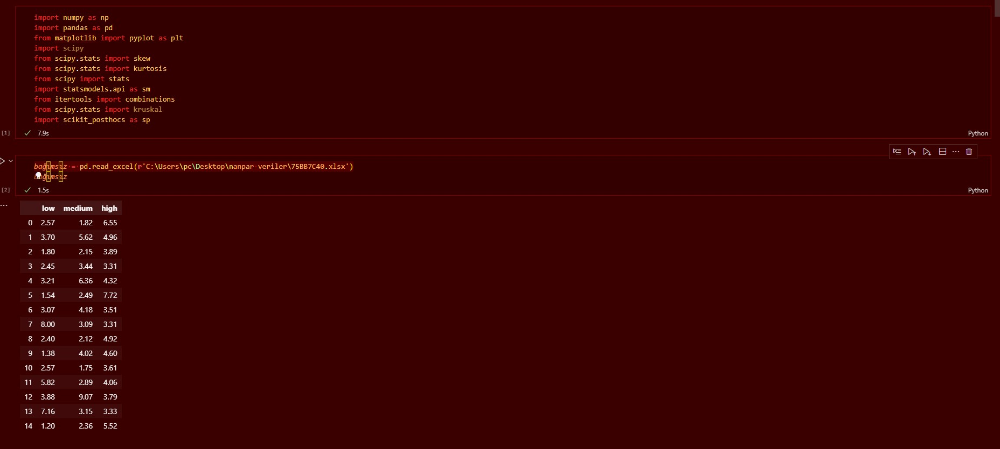 import numpy as np
import pandas as pd
from matplotlib import pyplot as plt
import scipy
from scipy.stats import skew
from scipy.stats import kurtosis
from scipy import stats
import statsmodels.api as sm
from itertools import combinations
from scipy.stats import kruskal
import scikit_posthocs as sp
[1] 7.9s Python
bağımsız = pd.read_excel(r'C:\Users\pc\Desktop\nanpar veriler\75BB7C40.xlsx')
bağımsız
[2] 1.5s Python
low medium high
0 2.57 1.82 6.55
1 3.70 5.62 4.96
2 1.80 2.15 3.89
3 2.45 3.44 3.31
4 3.21 6.36 4.32
5 1.54 2.49 7.72
6 3.07 4.18 3.51
7 8.00 3.09 3.31
8 2.40 2.12 4.92
9 1.38 4.02 4.60
10 2.57 1.75 3.61
11 5.82 2.89 4.06
12 3.88 9.07 3.79
13 7.16 3.15 3.33
14 1.20 2.36 5.52